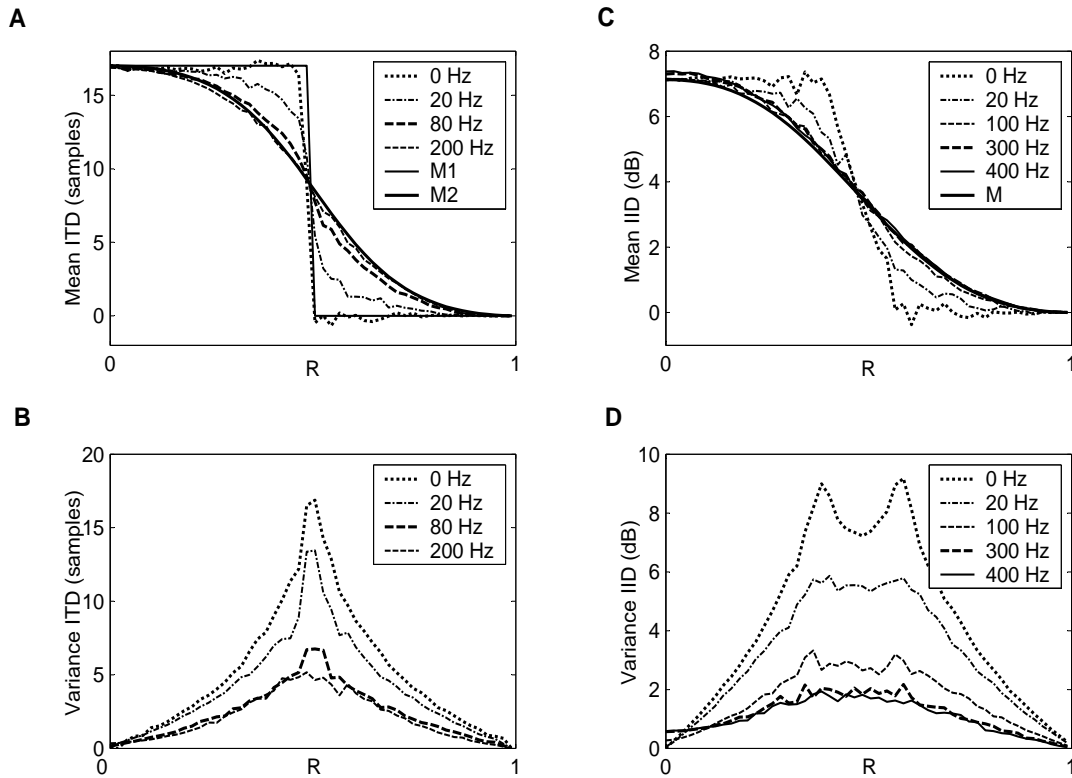 A
Mean ITD (samples)
15
10
5
0
0 Hz
20 Hz
80 Hz
200 Hz
M1
M2
0
R
1
C
Mean IID (dB)
8
6
4
2
0
0 Hz
20 Hz
100 Hz
300 Hz
400 Hz
M
0
R
1
B
Variance ITD (samples)
20
15
10
5
0
0 Hz
20 Hz
80 Hz
200 Hz
0
R
1
D
Variance IID (dB)
10
8
6
4
2
0
0 Hz
20 Hz
100 Hz
300 Hz
400 Hz
0
R
1